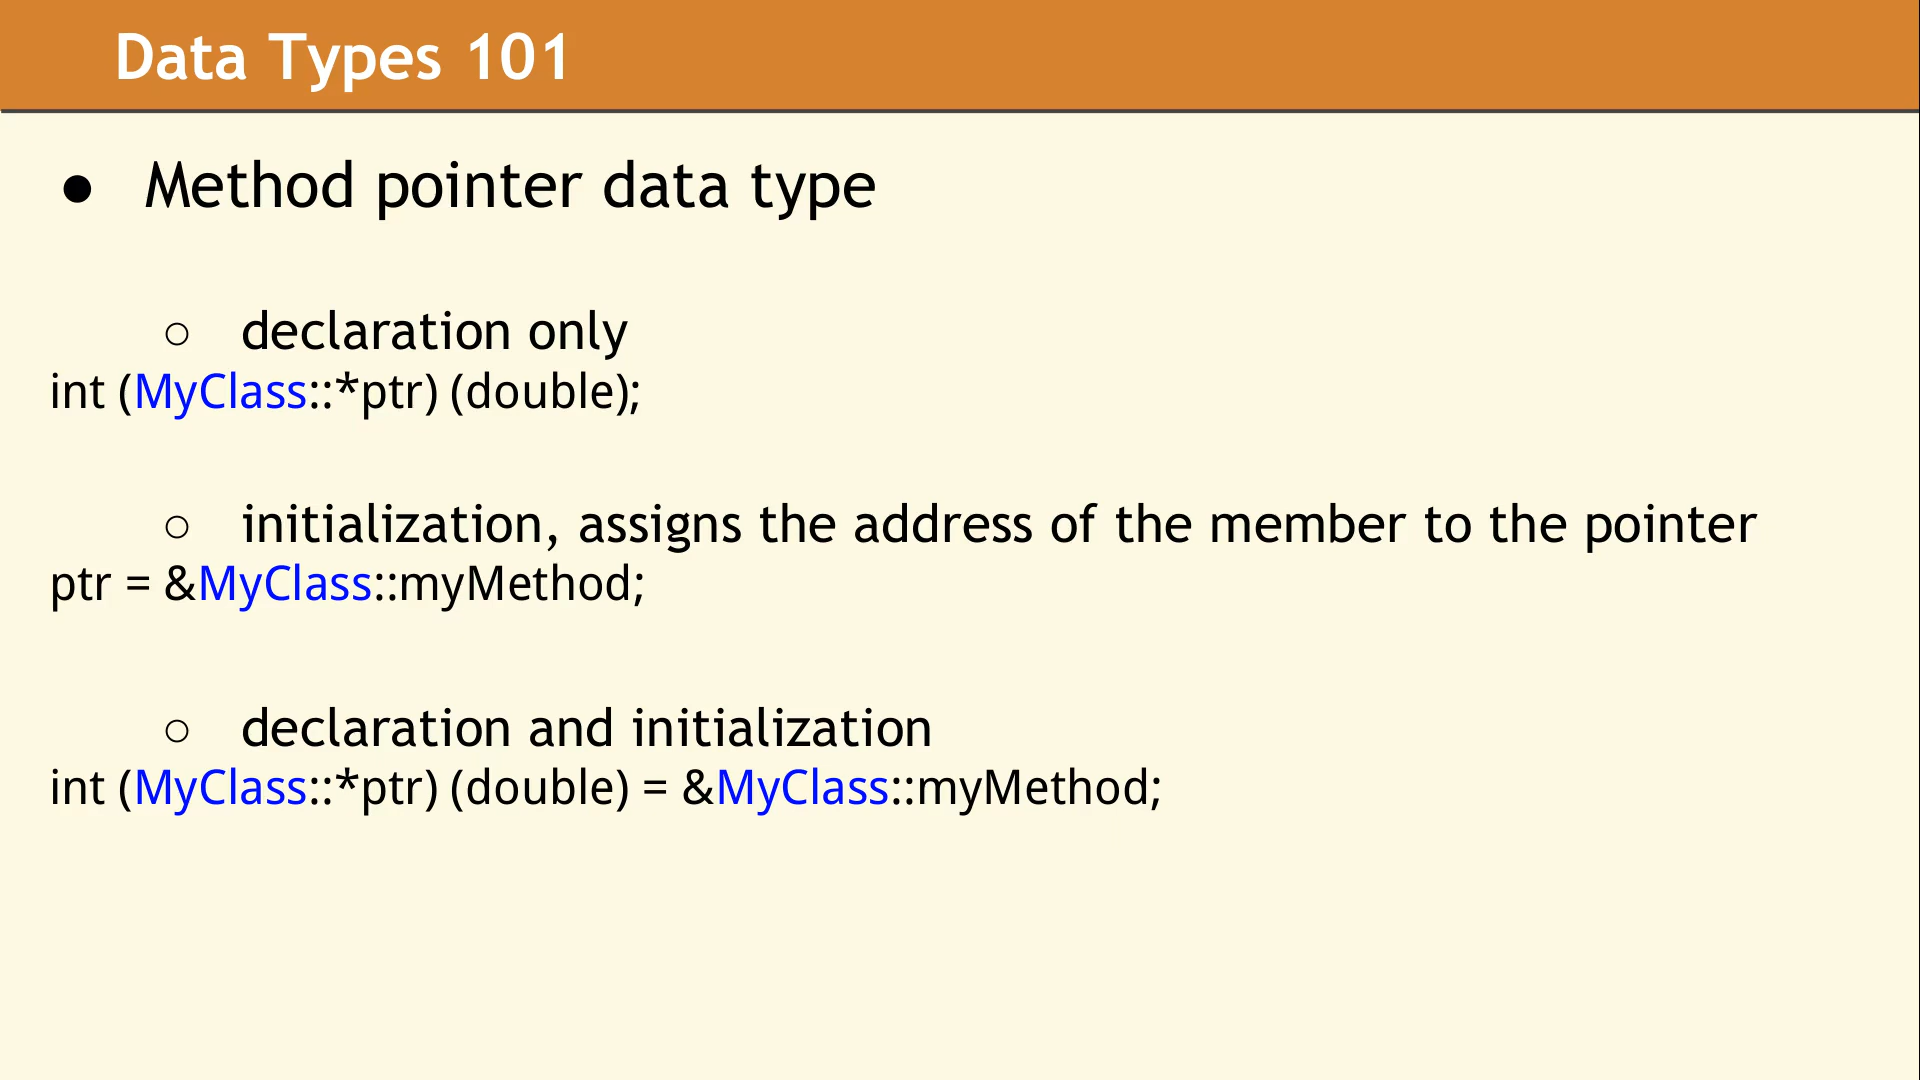 Data Types 101
● Method pointer data type
○ declaration only
int (MyClass::*ptr) (double);
○ initialization, assigns the address of the member to the pointer
ptr = &MyClass::myMethod;
○ declaration and initialization
int (MyClass::*ptr) (double) = &MyClass::myMethod;